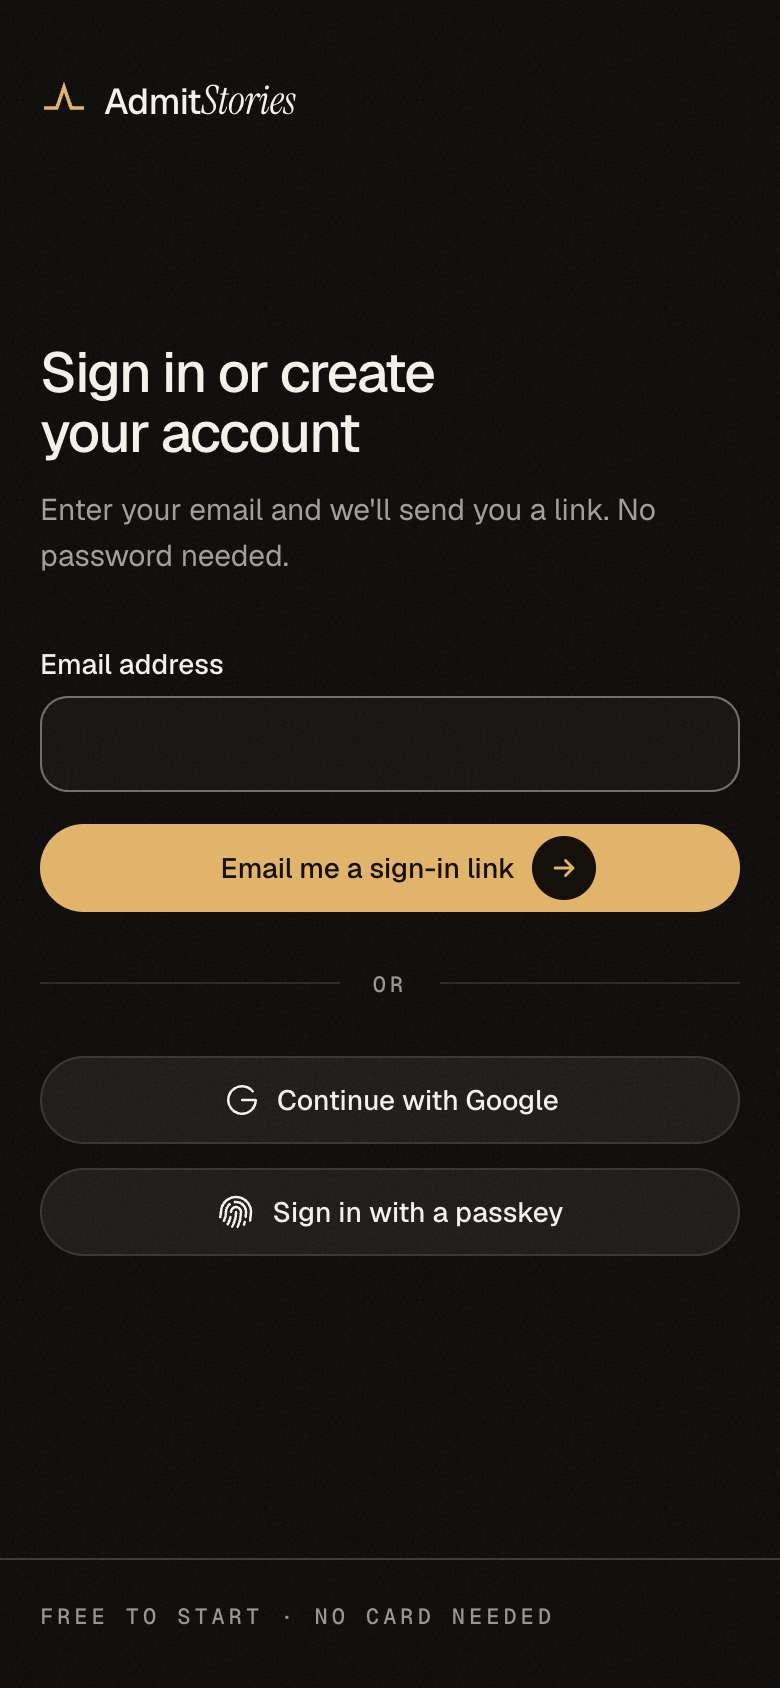 AdmitStories
Sign in or create
your account
Enter your email and we'll send you a link. No
password needed.
Email address
Email me a sign-in link
OR
Continue with Google
Sign in with a passkey
FREE TO START · NO CARD NEEDED